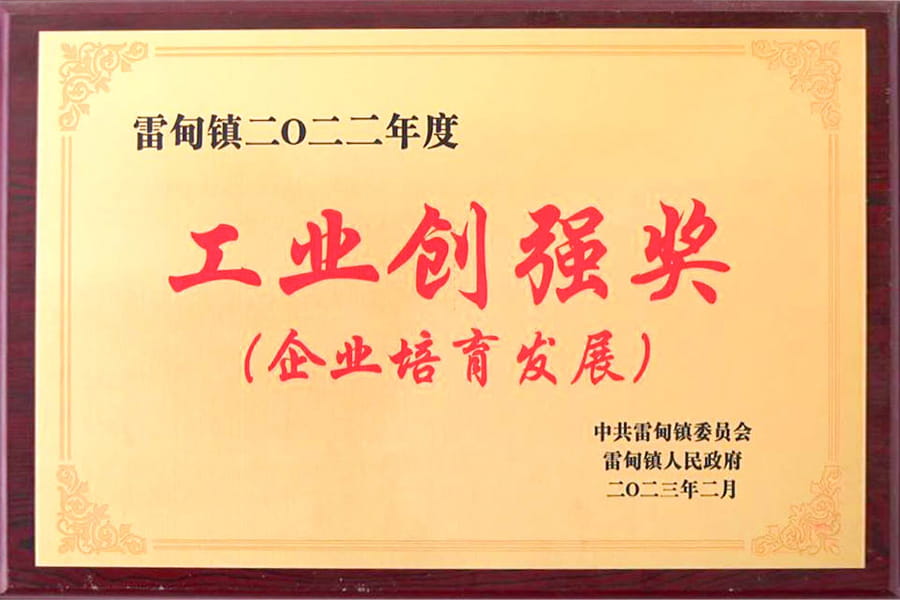 雷甸镇二〇二二年度
工业创强奖
(企业培育发展)
中共雷甸镇委员会
雷甸镇人民政府
二〇二三年二月